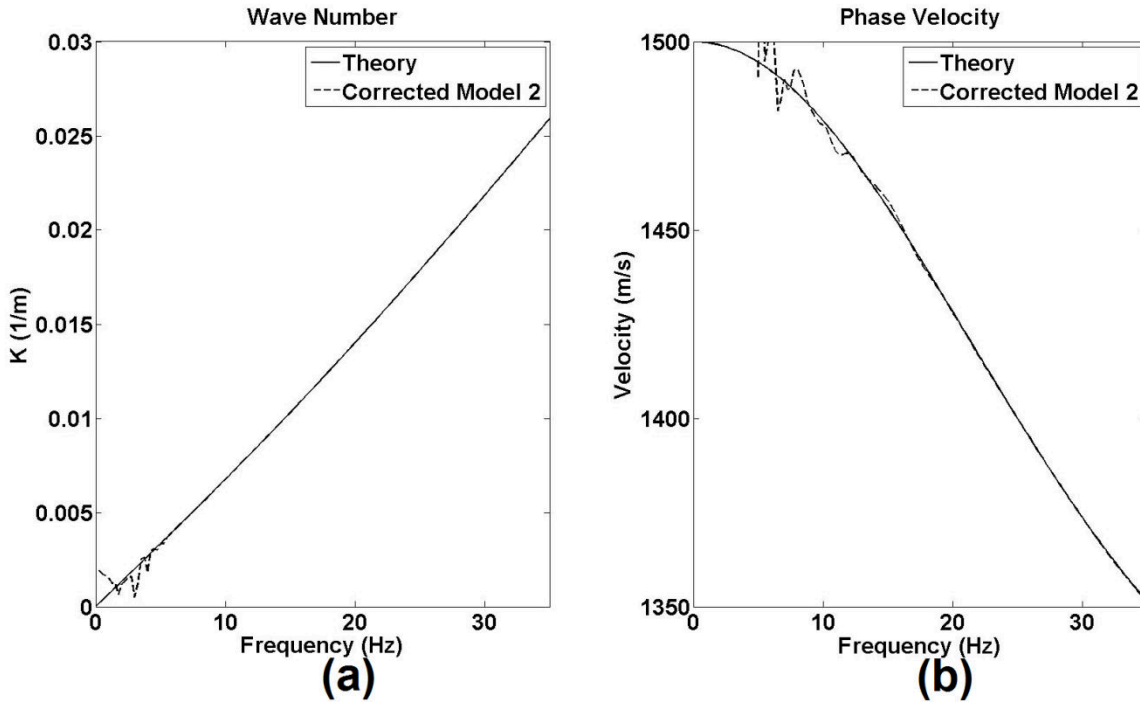 Wave Number
0.03
0.025
0.02
0.015
0.01
0.005
0
K (1/m)
Theory
Corrected Model 2
0 10 20 30
Frequency (Hz)
(a)
Phase Velocity
1500
1450
1400
1350
Velocity (m/s)
Theory
Corrected Model 2
0 10 20 30
Frequency (Hz)
(b)